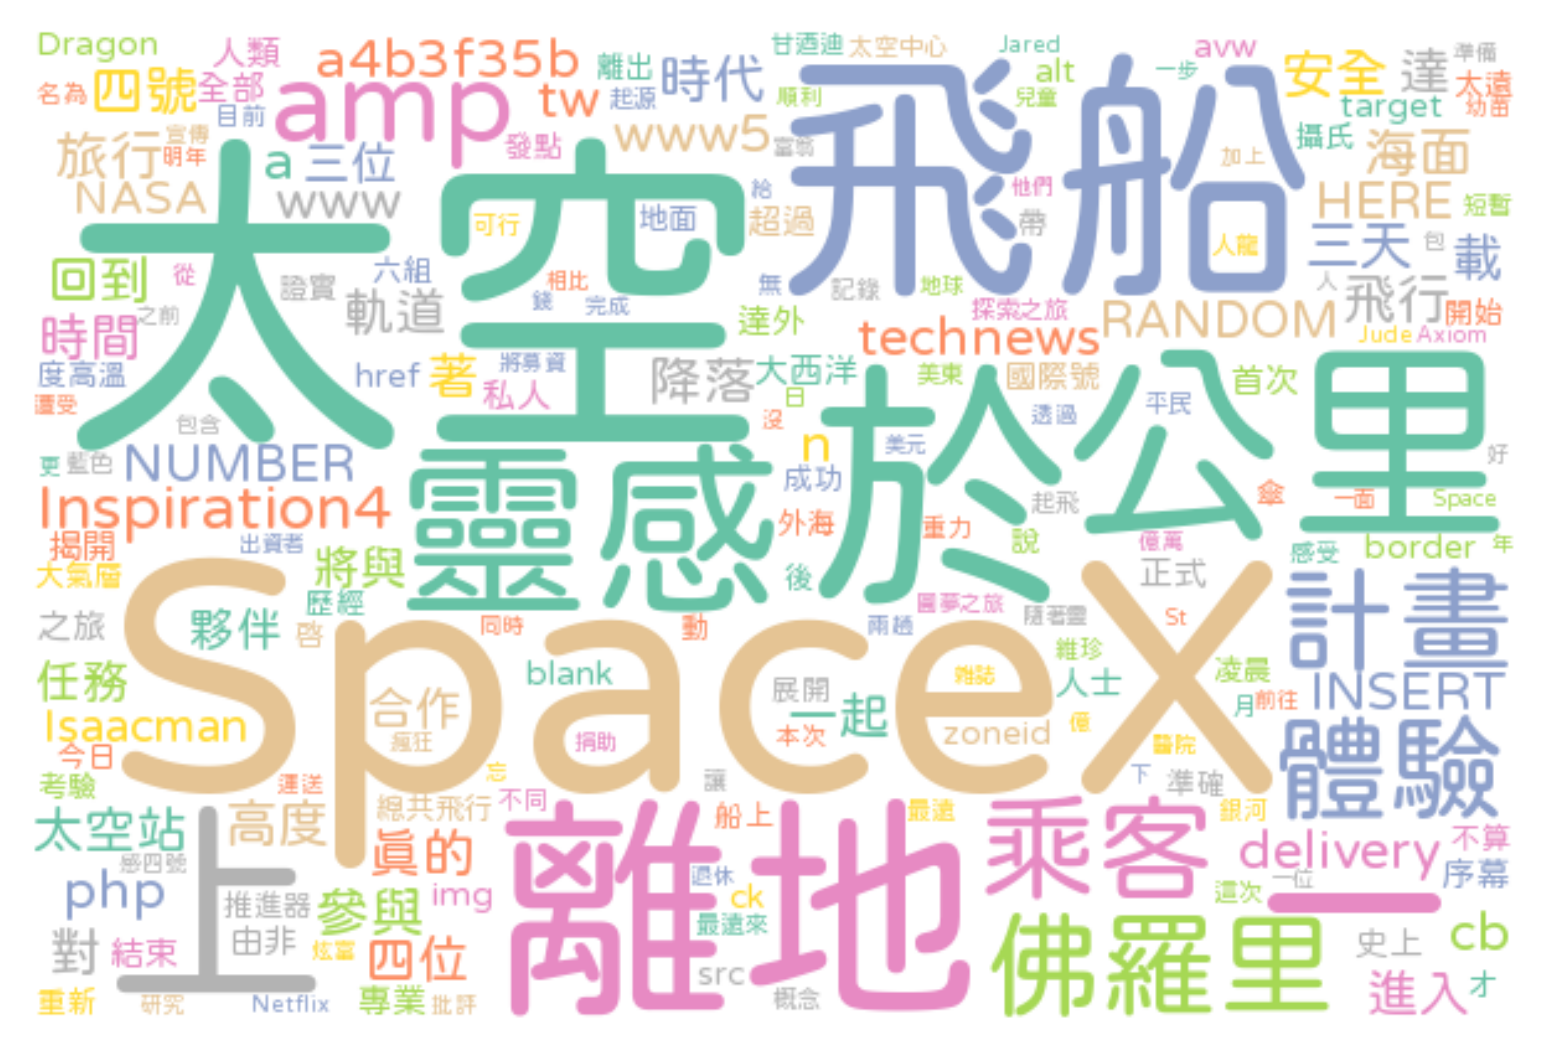 Dragon
人類
a4b3f35b
離出
時代
甘迺迪
太空中心
Jared
avw
安全
達
準備
名為
四號
全部
amp
tw
起源
順利
alt
一步
兒童
target
太遠
幼苗
目前
旅行
宣傳
明年
a
三位
發點
www5
富翁
飛船
加上
攝氏
海面
NASA
www
給
他們
HERE
短暫
太空
可行
地面
超過
帶
人龍
三天
包
載
回到
從
證實
六組
軌道
相比
錢
完成
無
記錄
地球
探索之旅
人
飛行
開始
時間
之前
達外
technews
RANDOM
Jude
Axiom
度高溫
href
著
將募資
私人
降落
大西洋
美東
國際號
首次
遭受
包含
日
沒
透過
平民
更
藍色
NUMBER
靈感
n
美元
於
公里
好
成功
Inspiration4
外海
重力
起飛
傘
一面
Space
揭開
出資者
說
億萬
感受
border
年
大氣層
將與
後
正式
歷經
之旅
夥伴
啓
SpaceX
同時
動
圓夢之旅
兩趟
隨著靈
St
計畫
任務
blank
雜誌
維珍
人士
凌晨
INSERT
Isaacman
合作
瘋狂
捐助
展開
一起
本次
zoneid
億
月
前往
醫院
體驗
今日
考驗
運送
忘
讓
下
準確
太空站
高度
總共飛行
不同
離地
船上
最遠
乘客
銀河
delivery
不算
感四號
真的
php
上
推進器
參與
img
退休
ck
這次
一位
一
序幕
對
結束
由非
炫富
四位
最遠來
src
佛羅里
史上
cb
重新
研究
Netflix
專業
批評
概念
進入
才